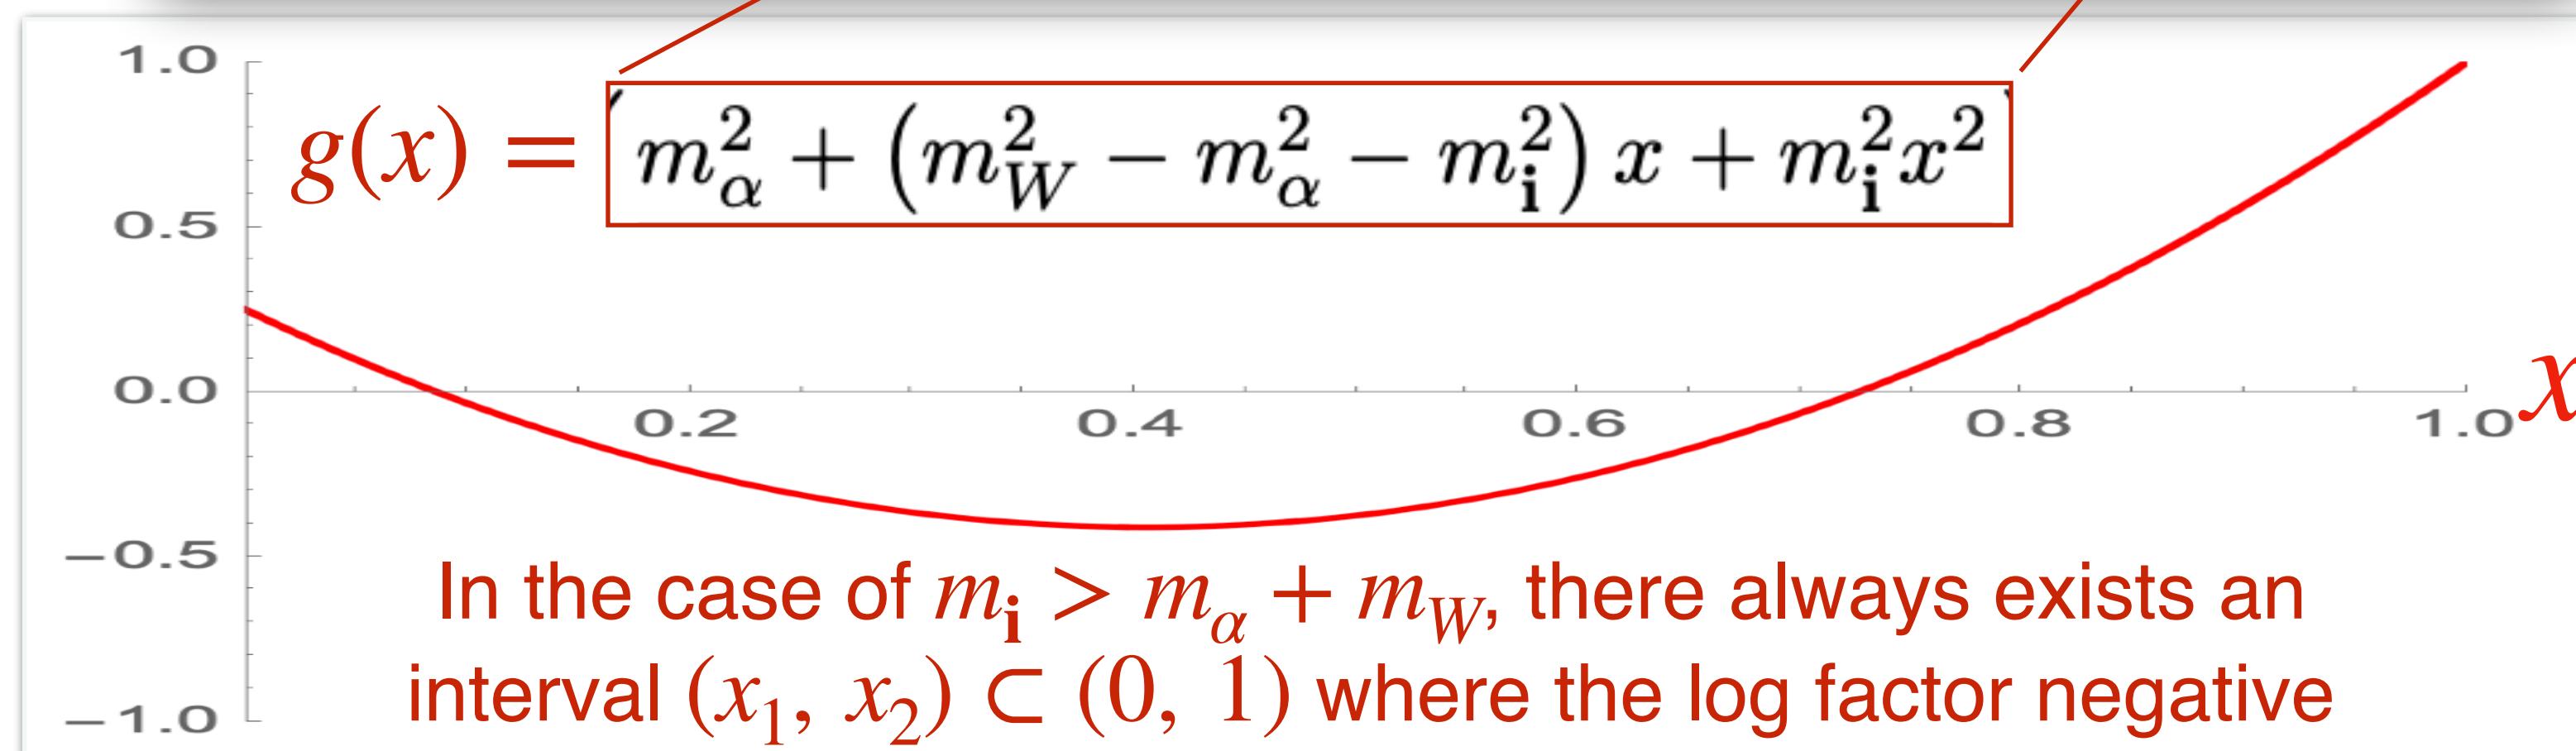 1.0
g(x) = m_α^2 + (m_W^2 − m_α^2 − m_i^2) x + m_i^2 x^2
0.5
0.0
0.2 0.4 0.6 0.8 1.0 x
−0.5
In the case of m_i > m_α + m_W, there always exists an
interval (x_1, x_2) ⊂ (0, 1) where the log factor negative
−1.0